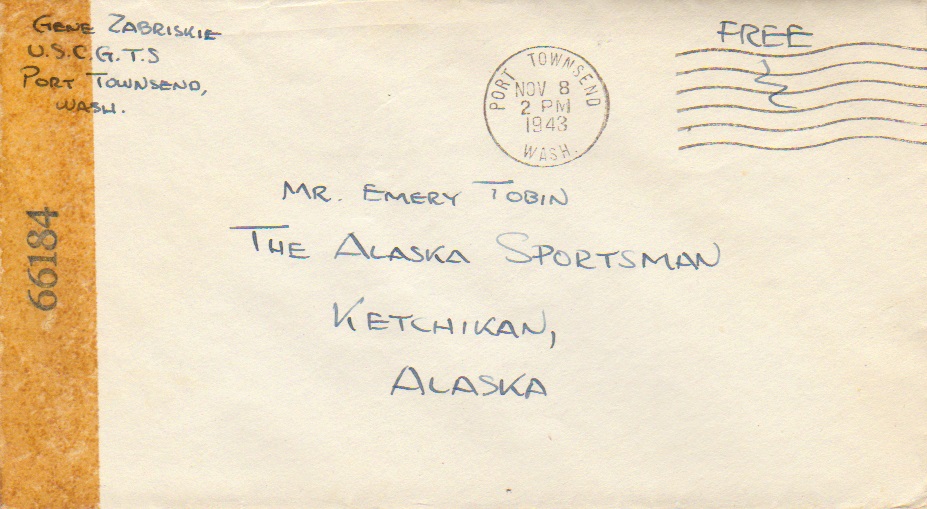 Gene Zabriskie
U.S.C.G.T.S
Port Townsend,
Wash.
FREE
PORT TOWNSEND
NOV 8
2 PM
1943
WASH.
Mr. Emery Tobin
The Alaska Sportsman
Ketchikan,
Alaska
66184